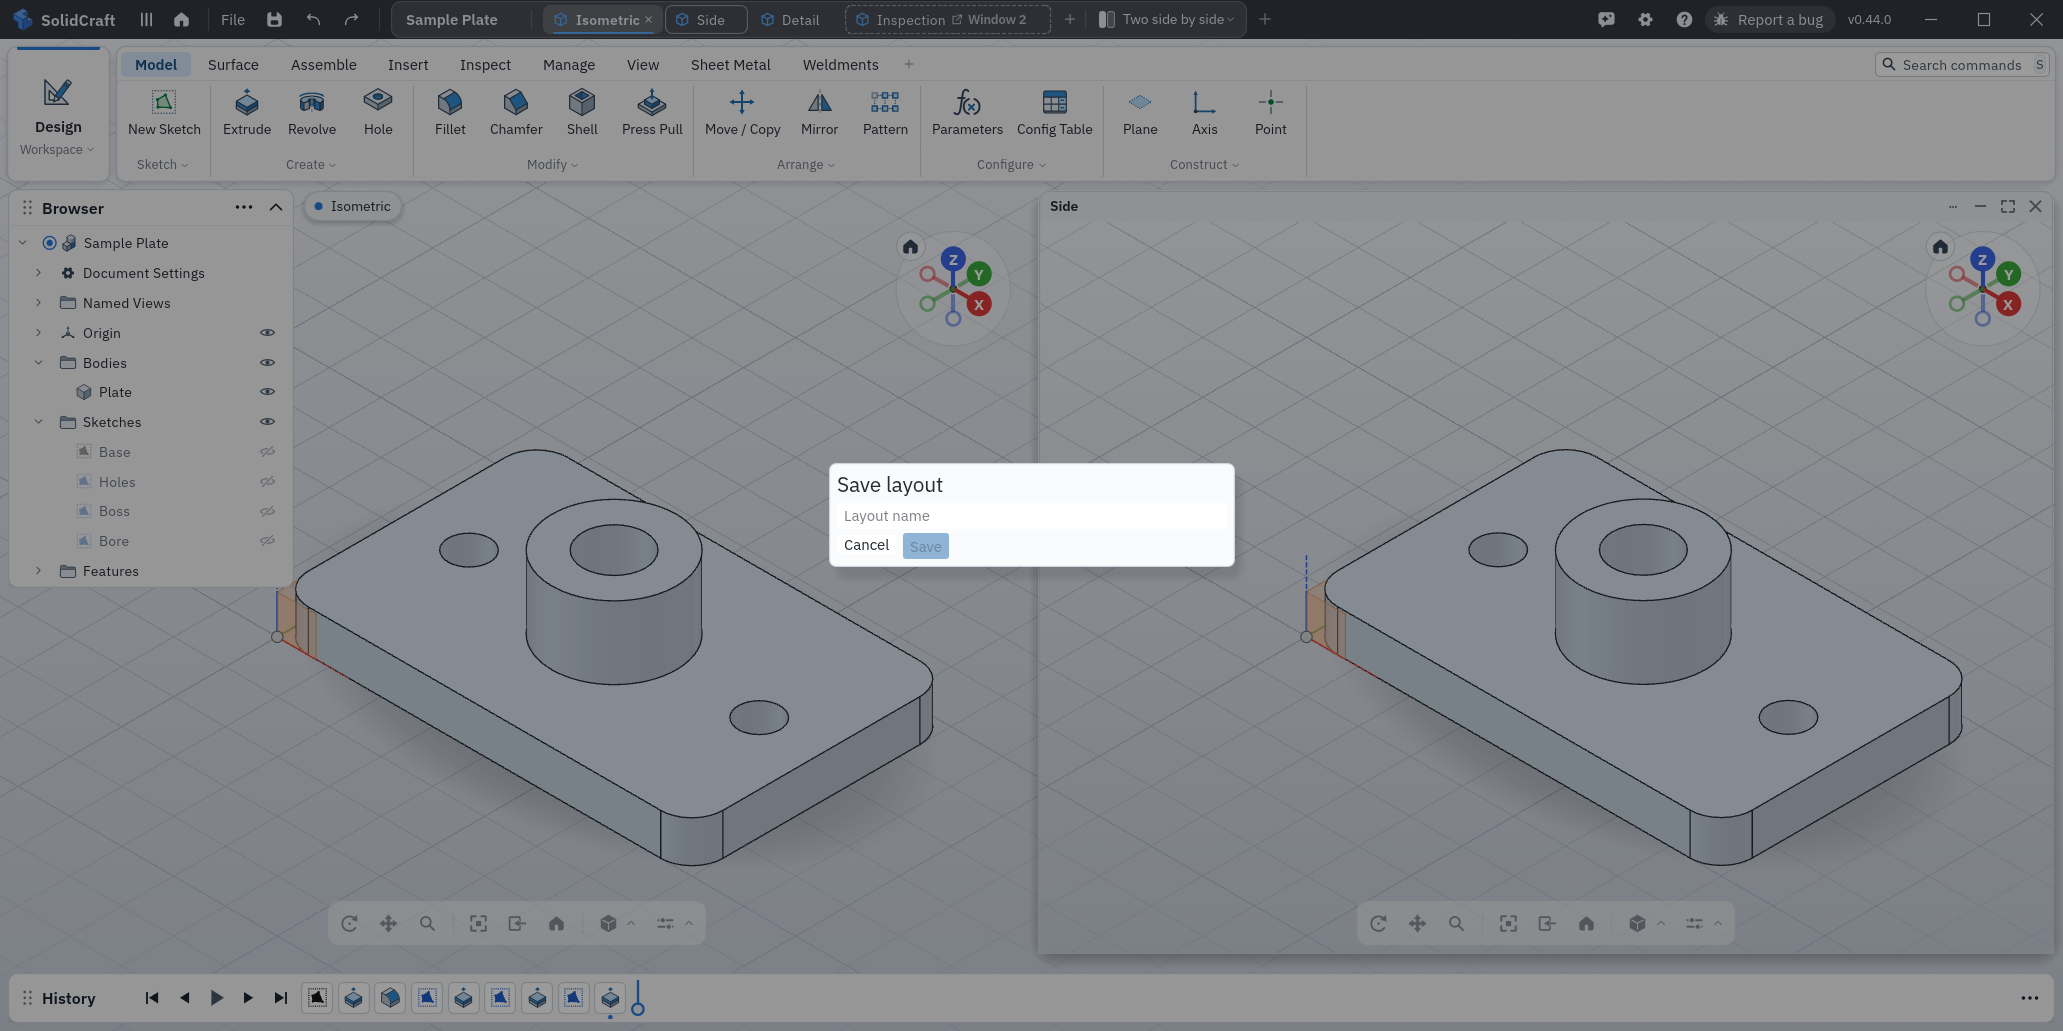 SolidCraft File Sample Plate Isometric × Side Detail Inspection Window 2 + Two side by side + Report a bug v0.44.0
Model Surface Assemble Insert Inspect Manage View Sheet Metal Weldments + Search commands S
Design
Workspace
New Sketch Extrude Revolve Hole Fillet Chamfer Shell Press Pull Move / Copy Mirror Pattern Parameters Config Table Plane Axis Point
Sketch Create Modify Arrange Configure Construct
Browser
Sample Plate
Document Settings
Named Views
Origin
Bodies
Plate
Sketches
Base
Holes
Boss
Bore
Features
Isometric
Z
Y
X
Side
Z
Y
X
Save layout
Layout name
Cancel Save
History